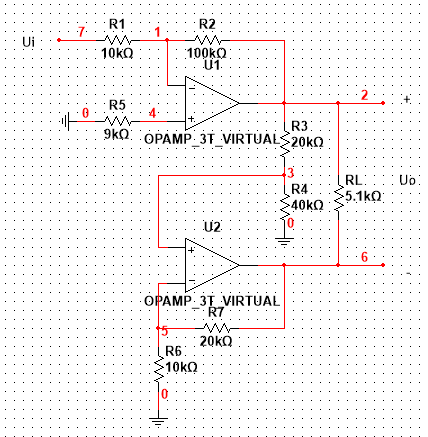 7
R1
1
R2
Ui
10kΩ
100kΩ
U1
−
+
0
R5
4
9kΩ
OPAMP_3T_VIRTUAL
2
+
R3
20kΩ
3
R4
40kΩ
0
RL
5.1kΩ
Uo
U2
+
−
6
-
OPAMP_3T_VIRTUAL
R7
20kΩ
5
R6
10kΩ
0